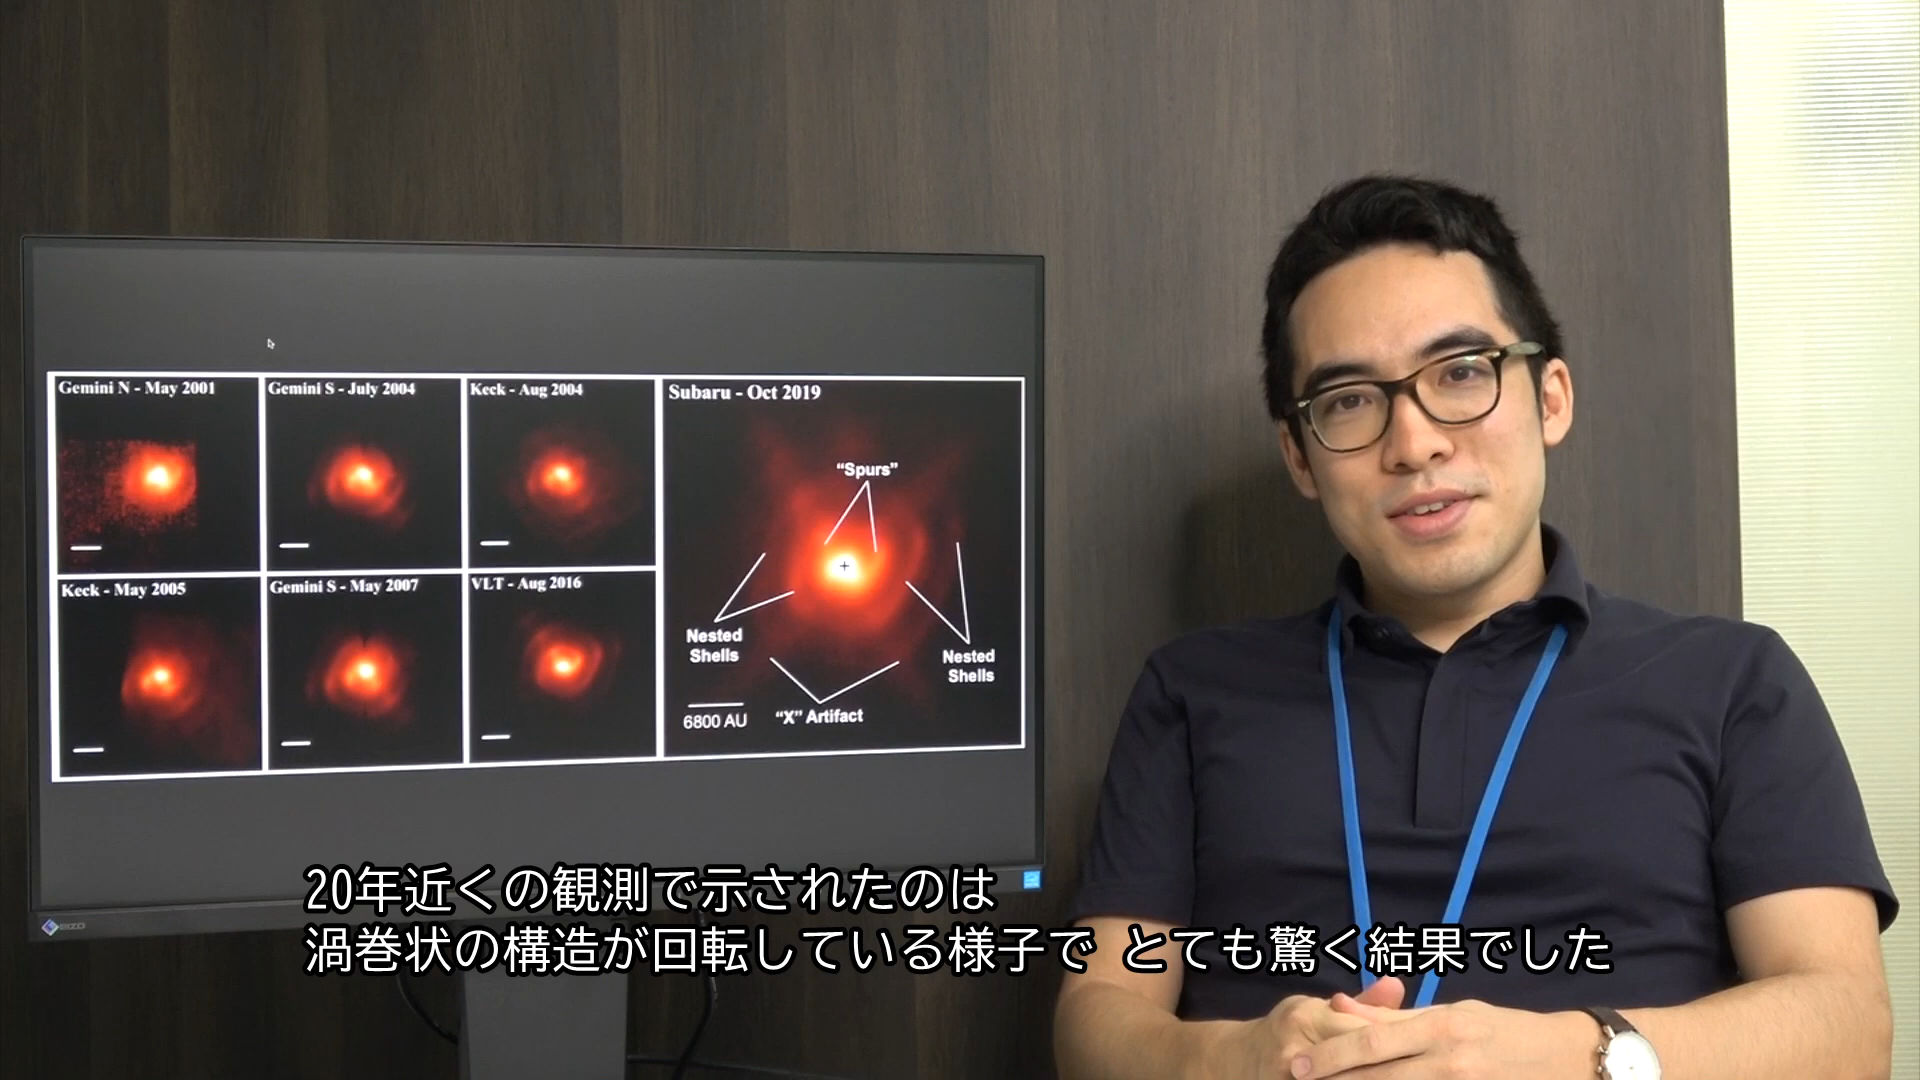 Gemini N - May 2001
Gemini S - July 2004
Keck - Aug 2004
Keck - May 2005
Gemini S - May 2007
VLT - Aug 2016
Subaru - Oct 2019
“Spurs”
Nested
Shells
Nested
Shells
6800 AU
“X” Artifact
EIZO
20年近くの観測で示されたのは
渦巻状の構造が回転している様子で とても驚く結果でした